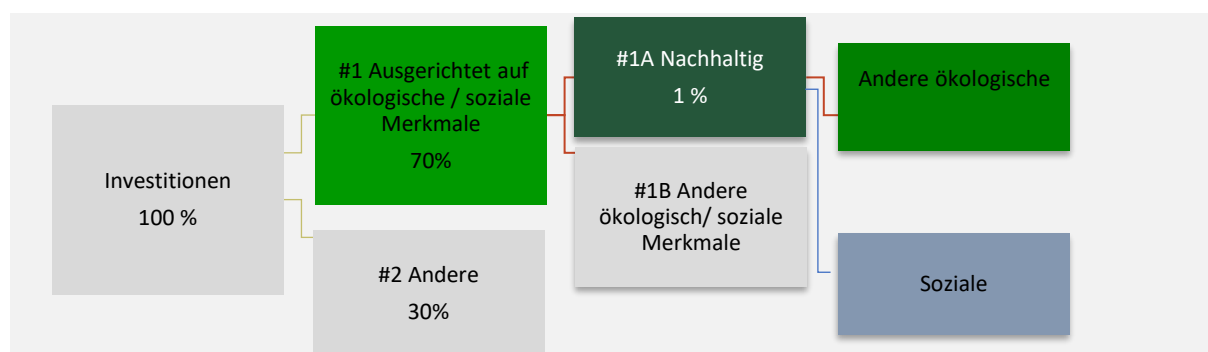 Investitionen
100 %
#1 Ausgerichtet auf
ökologische / soziale
Merkmale
70%
#2 Andere
30%
#1A Nachhaltig
1 %
#1B Andere
ökologisch/ soziale
Merkmale
Andere ökologische
Soziale